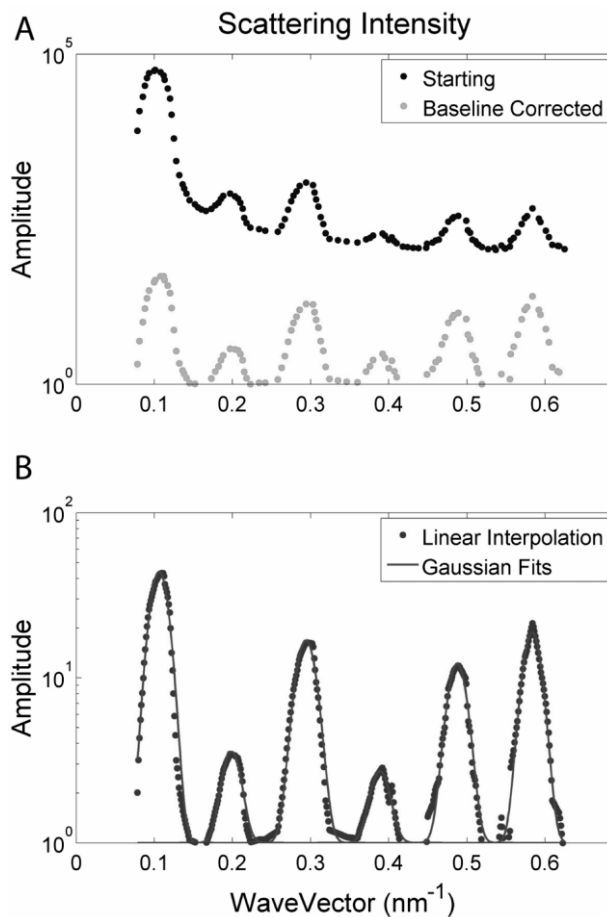 A
Scattering Intensity
10^5
Starting
Baseline Corrected
Amplitude
10^0
0 0.1 0.2 0.3 0.4 0.5 0.6
B
10^2
Linear Interpolation
Gaussian Fits
Amplitude
10^1
10^0
0 0.1 0.2 0.3 0.4 0.5 0.6
WaveVector (nm^-1)